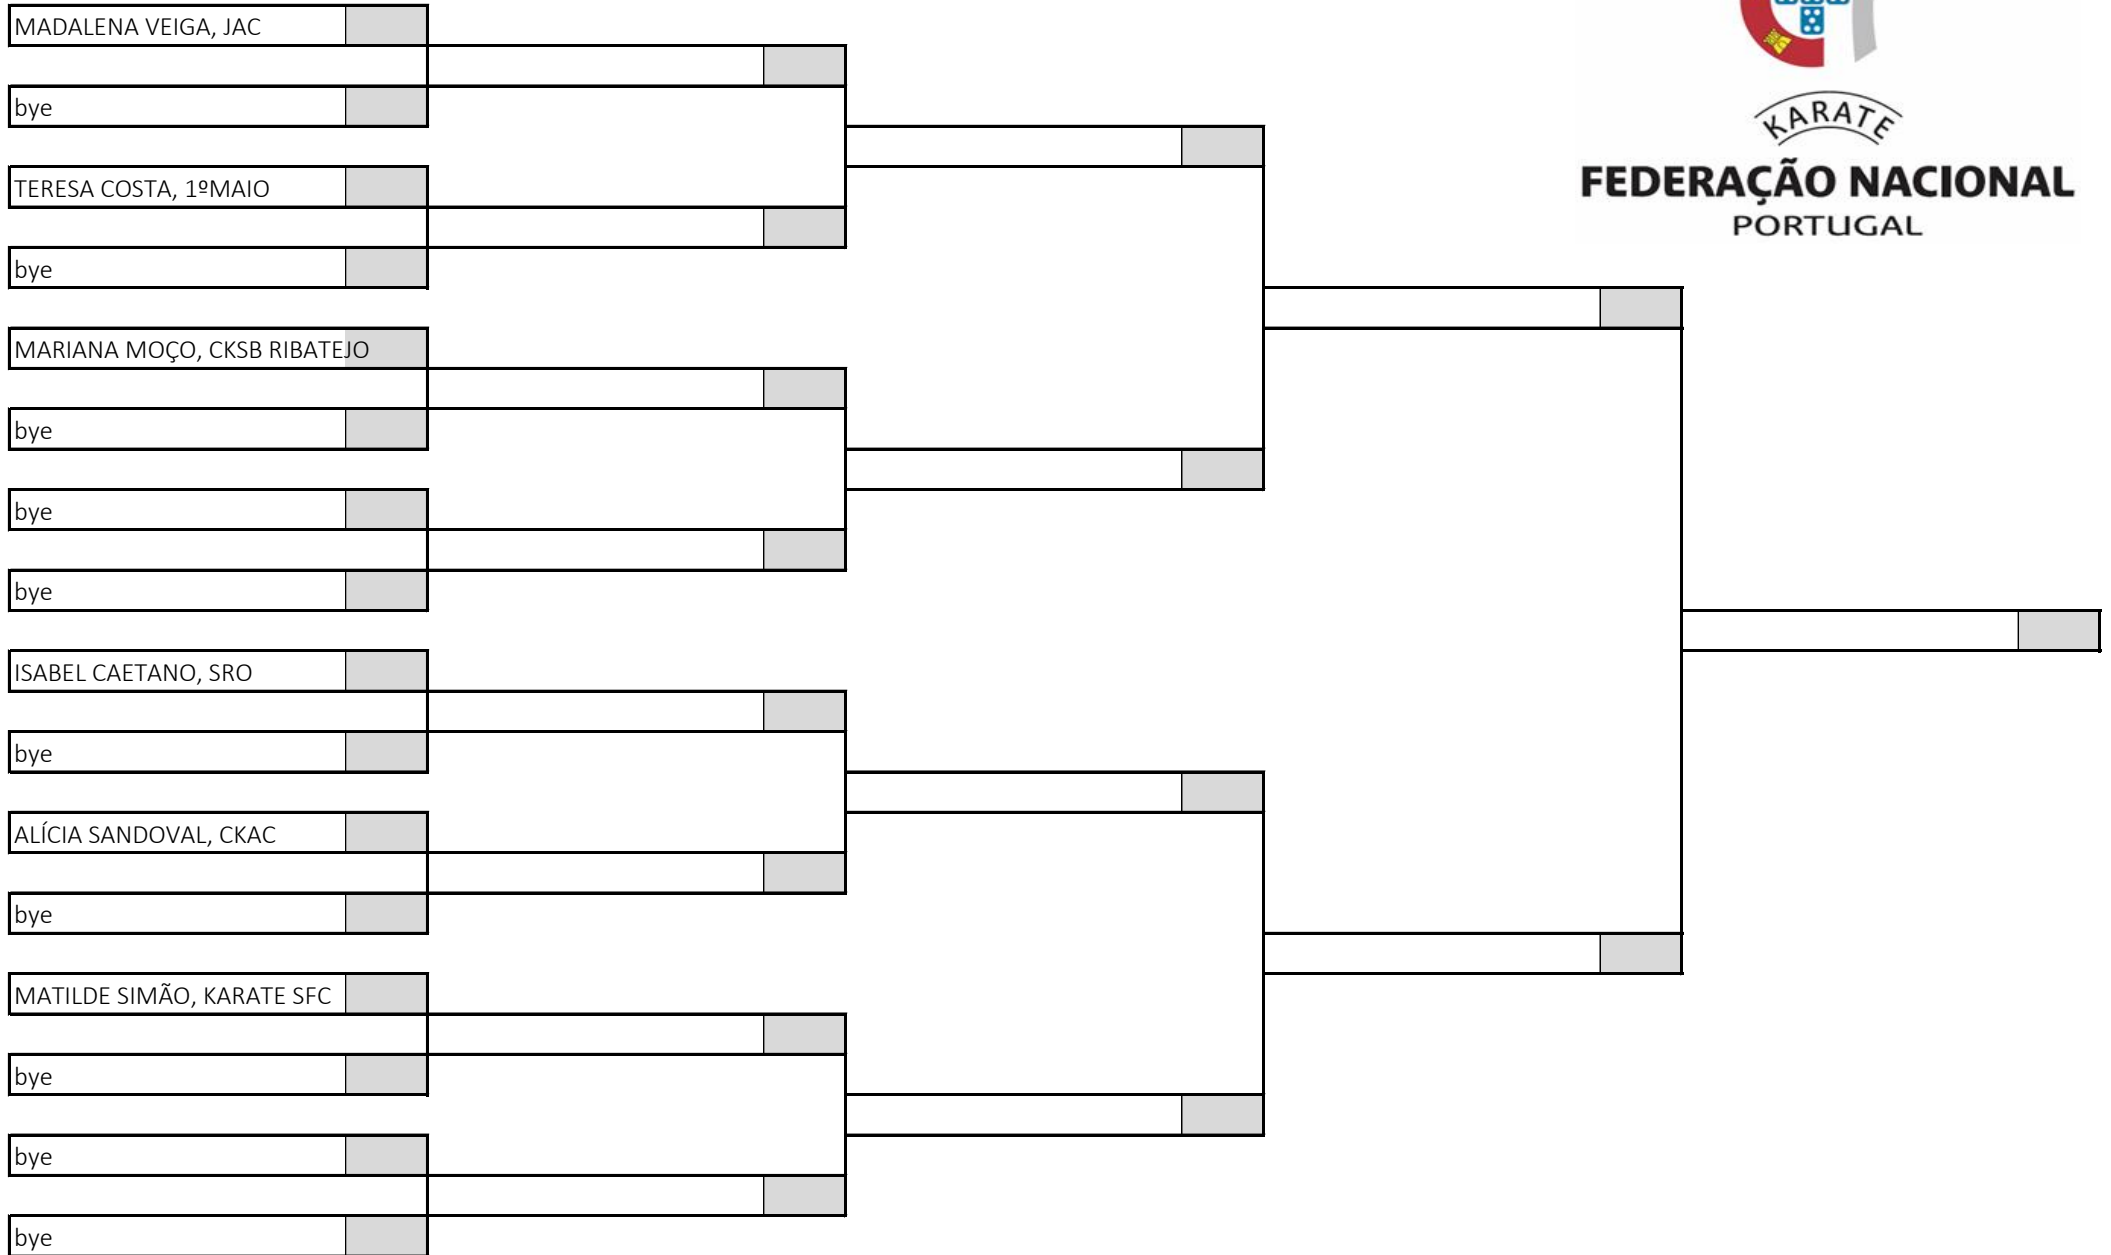 MADALENA VEIGA, JAC
bye
TERESA COSTA, 1ºMAIO
bye
MARIANA MOÇO, CKSB RIBATEJO
bye
bye
bye
ISABEL CAETANO, SRO
bye
ALÍCIA SANDOVAL, CKAC
bye
MATILDE SIMÃO, KARATE SFC
bye
bye
bye
KARATE
FEDERAÇÃO NACIONAL
PORTUGAL